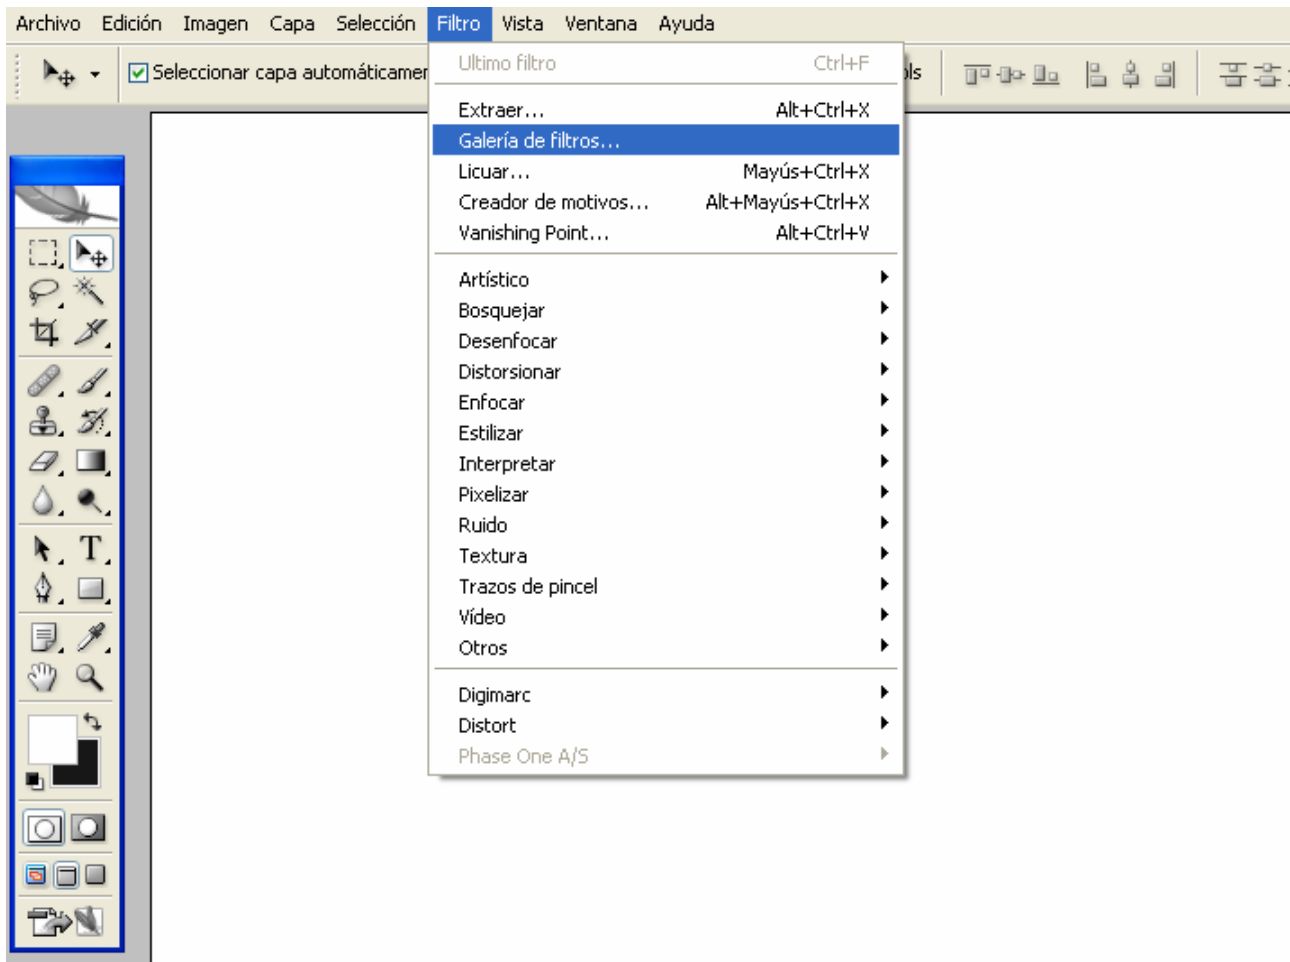 Archivo Edición Imagen Capa Selección Filtro Vista Ventana Ayuda
Seleccionar capa automáticamen
Ultimo filtro Ctrl+F
Extraer... Alt+Ctrl+X
Galería de filtros...
Licuar... Mayús+Ctrl+X
Creador de motivos... Alt+Mayús+Ctrl+X
Vanishing Point... Alt+Ctrl+V
Artístico
Bosquejar
Desenfocar
Distorsionar
Enfocar
Estilizar
Interpretar
Pixelizar
Ruido
Textura
Trazos de pincel
Vídeo
Otros
Digimarc
Distort
Phase One A/S